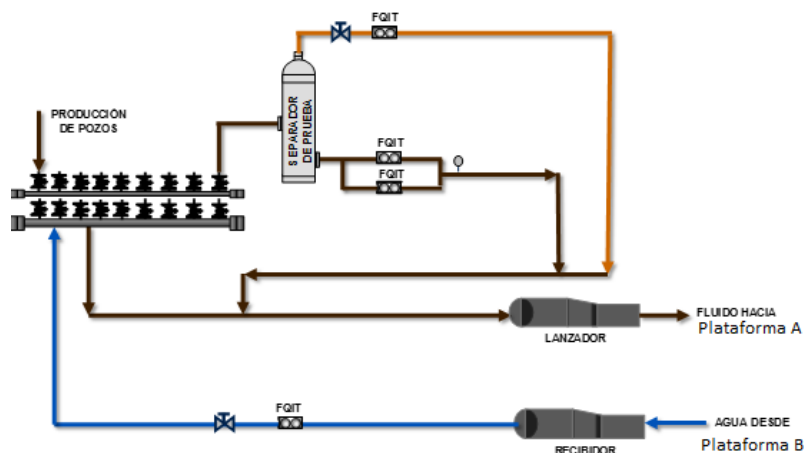 FQIT
PRODUCCIÓN
DE POZOS
SEPARADOR
DE PRUEBA
FQIT
FQIT
LANZADOR
FLUIDO HACIA
Plataforma A
FQIT
RECIBIDOR
AGUA DESDE
Plataforma B